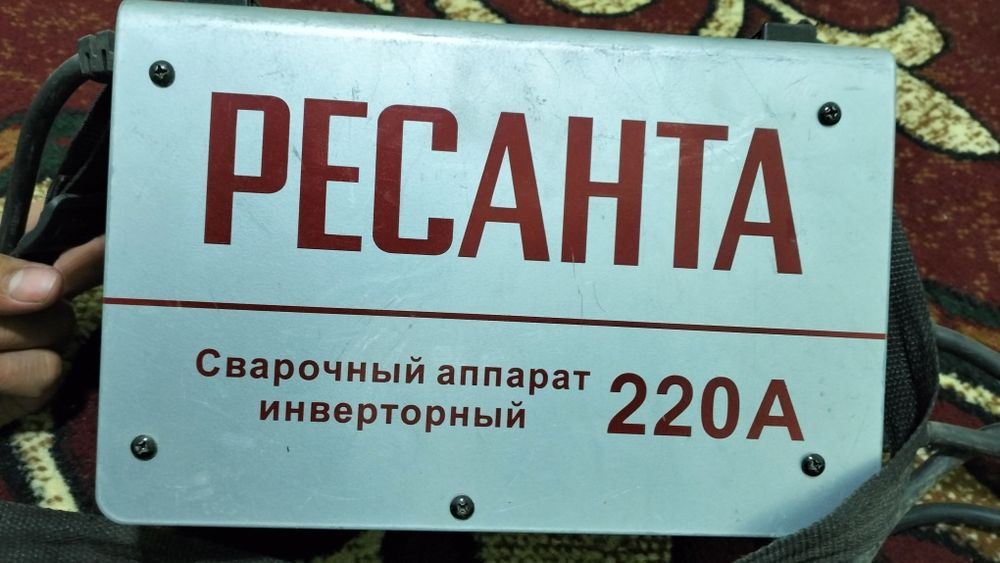 РЕСАНТА
Сварочный аппарат
инверторный 220А